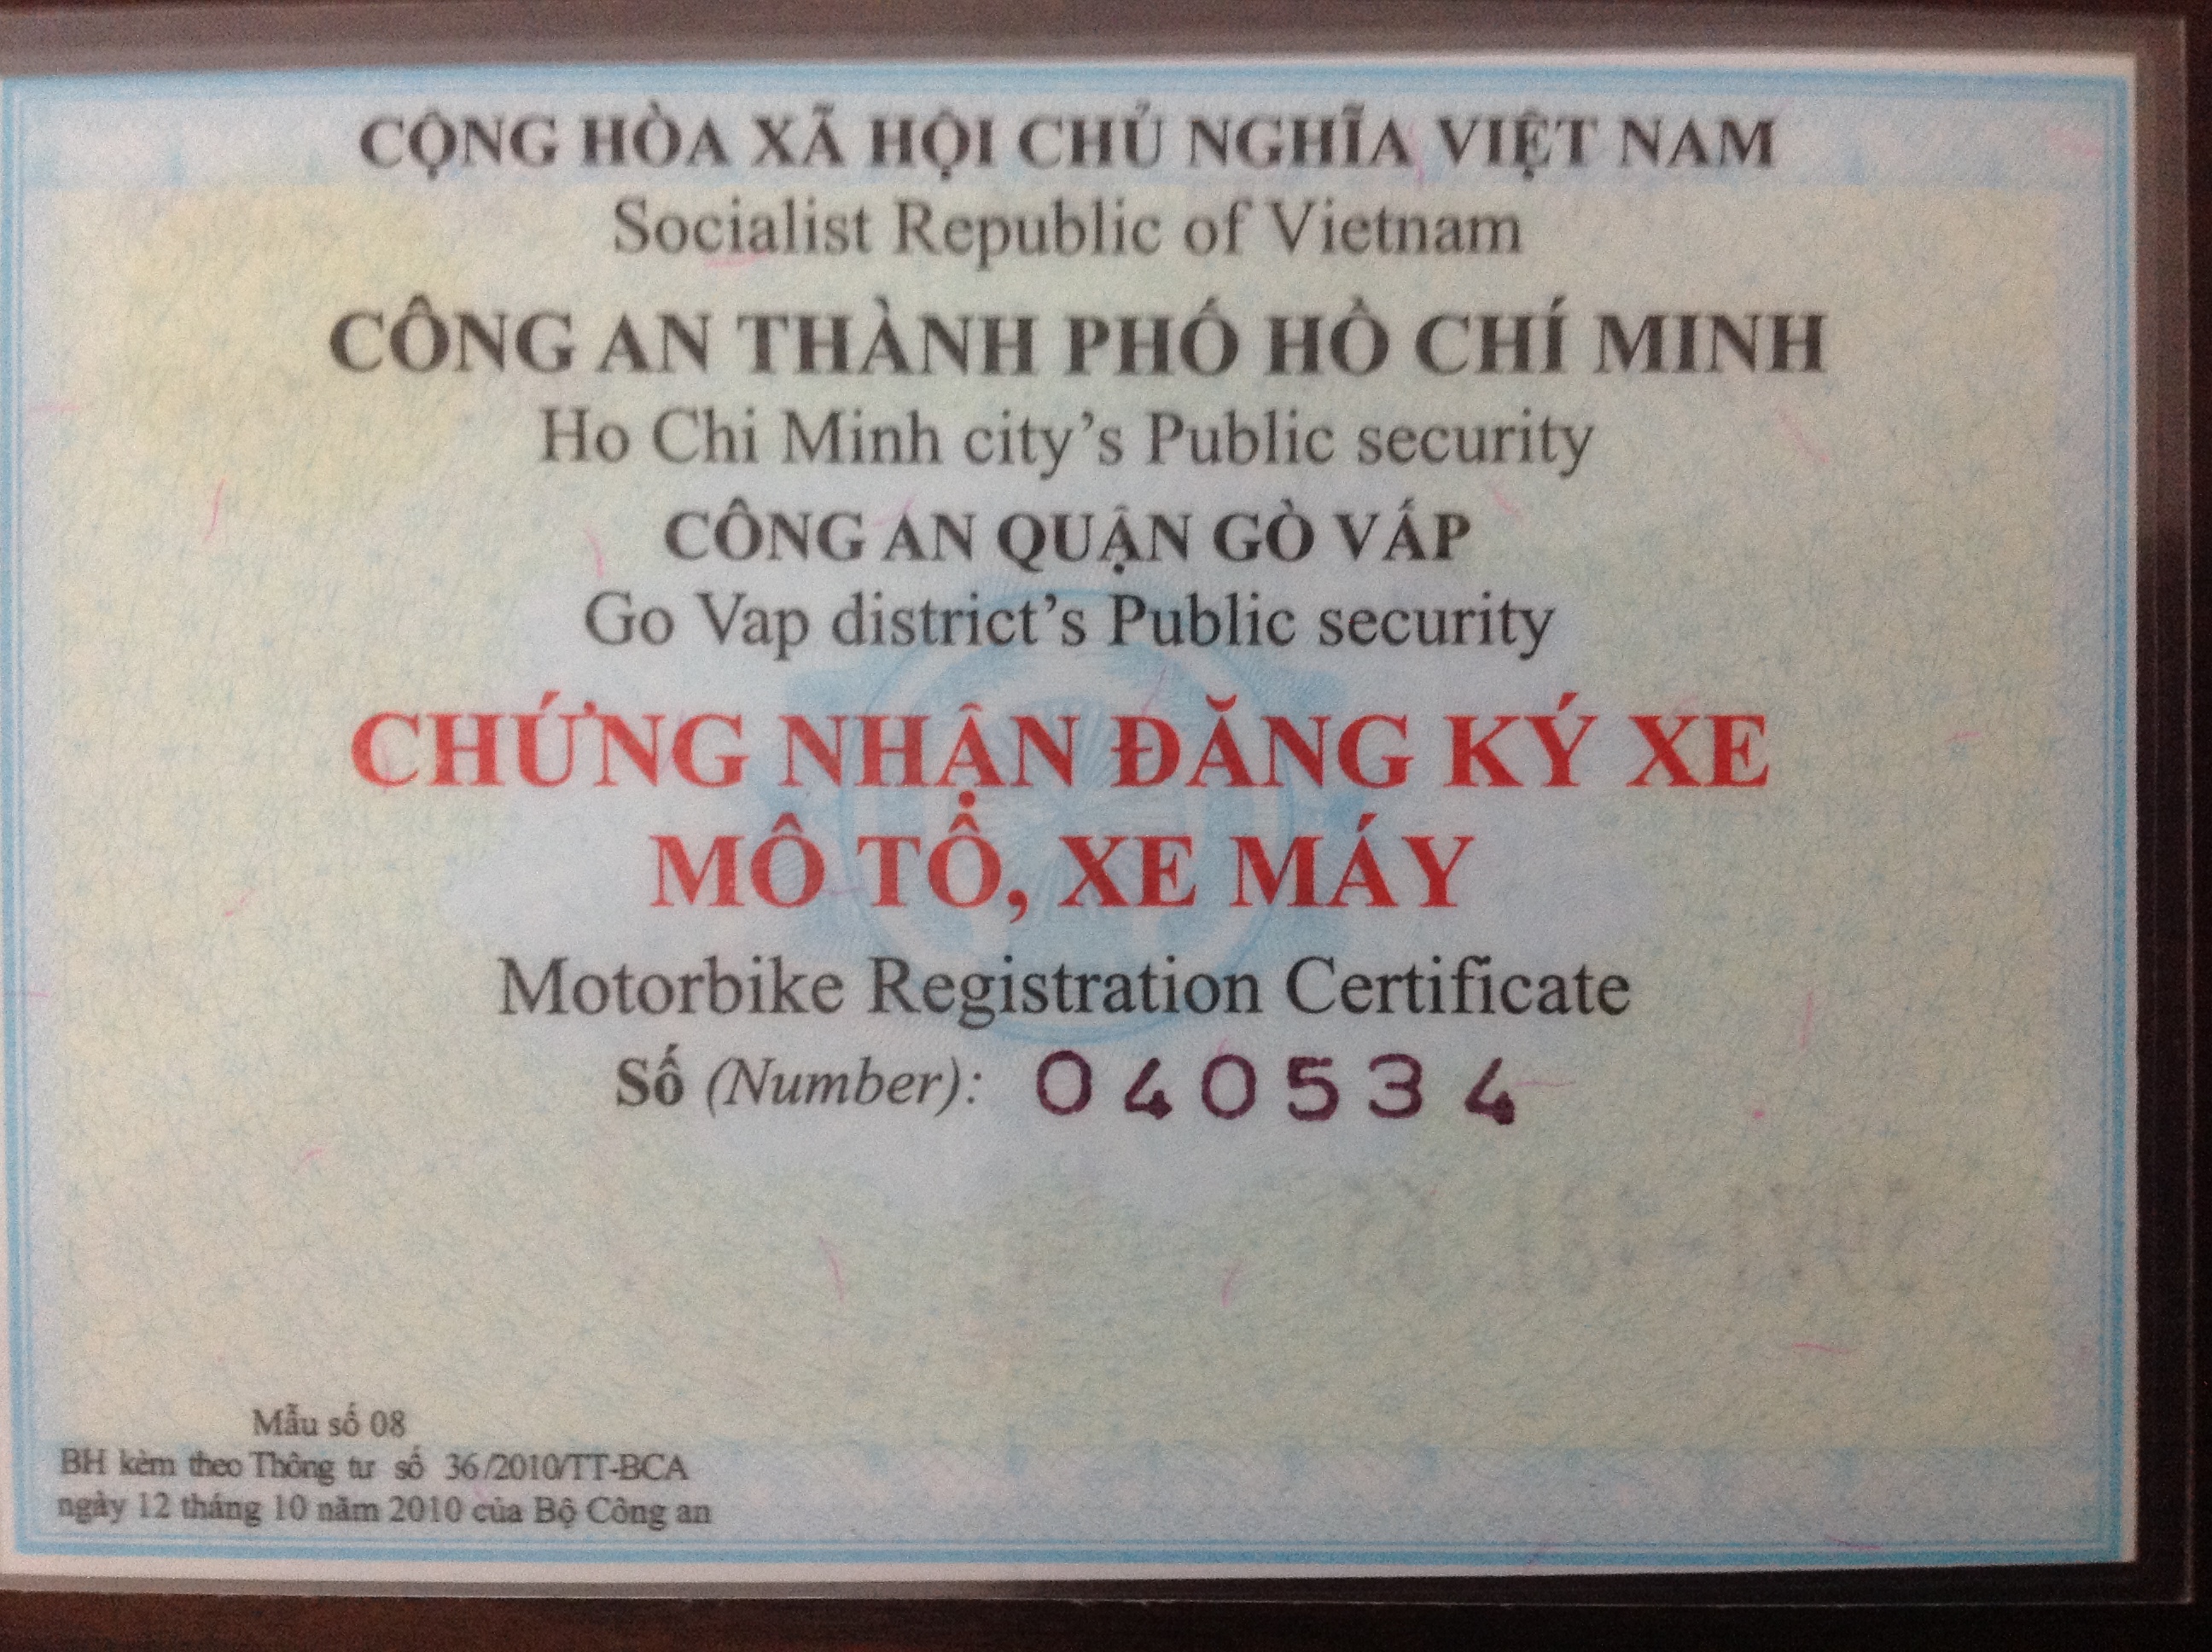 CỘNG HÒA XÃ HỘI CHỦ NGHĨA VIỆT NAM
Socialist Republic of Vietnam
CÔNG AN THÀNH PHỐ HỒ CHÍ MINH
Ho Chi Minh city’s Public security
CÔNG AN QUẬN GÒ VẤP
Go Vap district’s Public security
CHỨNG NHẬN ĐĂNG KÝ XE
MÔ TÔ, XE MÁY
Motorbike Registration Certificate
Số (Number): 040534
Mẫu số 08
BH kèm theo Thông tư số 36/2010/TT-BCA
ngày 12 tháng 10 năm 2010 của Bộ Công an